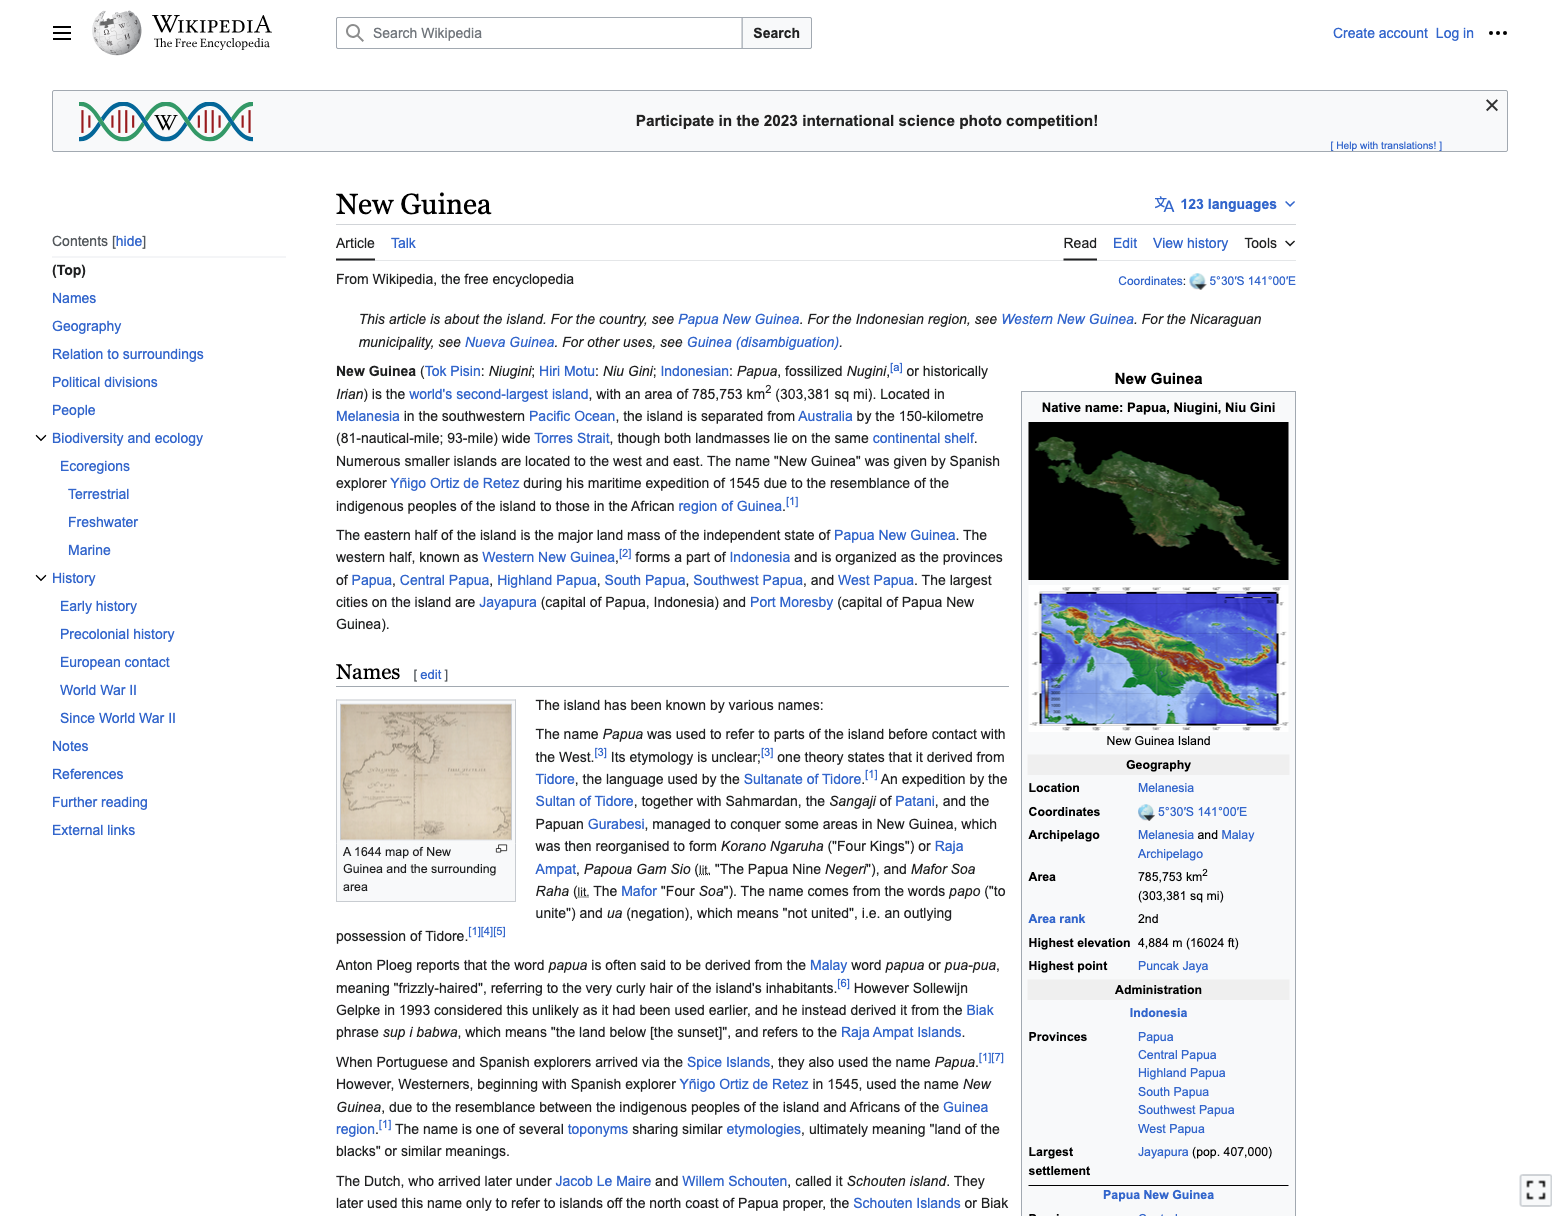 WIKIPEDIA
The Free Encyclopedia
Search Wikipedia
Search
Create account
Log in
W
Participate in the 2023 international science photo competition!
[ Help with translations! ]
Contents [hide]
(Top)
Names
Geography
Relation to surroundings
Political divisions
People
Biodiversity and ecology
Ecoregions
Terrestrial
Freshwater
Marine
History
Early history
Precolonial history
European contact
World War II
Since World War II
Notes
References
Further reading
External links
New Guinea
123 languages
Article
Talk
Read
Edit
View history
Tools
From Wikipedia, the free encyclopedia
Coordinates: 5°30′S 141°00′E
This article is about the island. For the country, see Papua New Guinea. For the Indonesian region, see Western New Guinea. For the Nicaraguan
municipality, see Nueva Guinea. For other uses, see Guinea (disambiguation).
New Guinea (Tok Pisin: Niugini; Hiri Motu: Niu Gini; Indonesian: Papua, fossilized Nugini,[a] or historically
Irian) is the world's second-largest island, with an area of 785,753 km2 (303,381 sq mi). Located in
Melanesia in the southwestern Pacific Ocean, the island is separated from Australia by the 150-kilometre
(81-nautical-mile; 93-mile) wide Torres Strait, though both landmasses lie on the same continental shelf.
Numerous smaller islands are located to the west and east. The name "New Guinea" was given by Spanish
explorer Yñigo Ortiz de Retez during his maritime expedition of 1545 due to the resemblance of the
indigenous peoples of the island to those in the African region of Guinea.[1]
The eastern half of the island is the major land mass of the independent state of Papua New Guinea. The
western half, known as Western New Guinea,[2] forms a part of Indonesia and is organized as the provinces
of Papua, Central Papua, Highland Papua, South Papua, Southwest Papua, and West Papua. The largest
cities on the island are Jayapura (capital of Papua, Indonesia) and Port Moresby (capital of Papua New
Guinea).
Names [ edit ]
A 1644 map of New
Guinea and the surrounding
area
The island has been known by various names:
The name Papua was used to refer to parts of the island before contact with
the West.[3] Its etymology is unclear;[3] one theory states that it derived from
Tidore, the language used by the Sultanate of Tidore.[1] An expedition by the
Sultan of Tidore, together with Sahmardan, the Sangaji of Patani, and the
Papuan Gurabesi, managed to conquer some areas in New Guinea, which
was then reorganised to form Korano Ngaruha ("Four Kings") or Raja
Ampat, Papoua Gam Sio (lit. "The Papua Nine Negeri"), and Mafor Soa
Raha (lit. The Mafor "Four Soa"). The name comes from the words papo ("to
unite") and ua (negation), which means "not united", i.e. an outlying
possession of Tidore.[1][4][5]
Anton Ploeg reports that the word papua is often said to be derived from the Malay word papua or pua-pua,
meaning "frizzly-haired", referring to the very curly hair of the island's inhabitants.[6] However Sollewijn
Gelpke in 1993 considered this unlikely as it had been used earlier, and he instead derived it from the Biak
phrase sup i babwa, which means "the land below [the sunset]", and refers to the Raja Ampat Islands.
When Portuguese and Spanish explorers arrived via the Spice Islands, they also used the name Papua.[1][7]
However, Westerners, beginning with Spanish explorer Yñigo Ortiz de Retez in 1545, used the name New
Guinea, due to the resemblance between the indigenous peoples of the island and Africans of the Guinea
region.[1] The name is one of several toponyms sharing similar etymologies, ultimately meaning "land of the
blacks" or similar meanings.
The Dutch, who arrived later under Jacob Le Maire and Willem Schouten, called it Schouten island. They
later used this name only to refer to islands off the north coast of Papua proper, the Schouten Islands or Biak
New Guinea
Native name: Papua, Niugini, Niu Gini
New Guinea Island
Geography
Location Melanesia
Coordinates 5°30′S 141°00′E
Archipelago Melanesia and Malay
Archipelago
Area 785,753 km2
(303,381 sq mi)
Area rank 2nd
Highest elevation 4,884 m (16024 ft)
Highest point Puncak Jaya
Administration
Indonesia
Provinces Papua
Central Papua
Highland Papua
South Papua
Southwest Papua
West Papua
Largest Jayapura (pop. 407,000)
settlement
Papua New Guinea